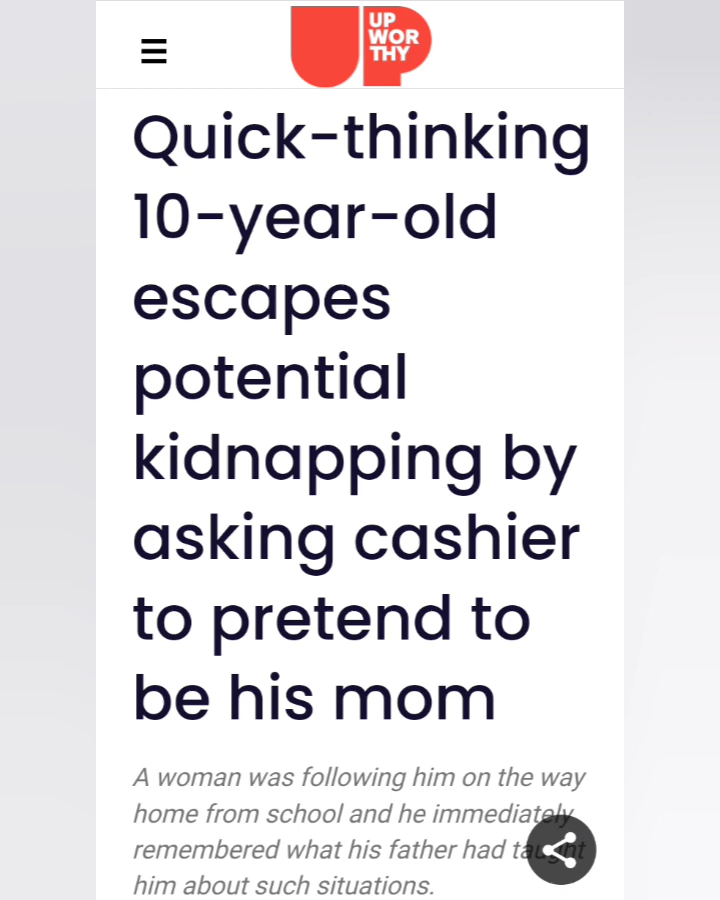 UP
WOR
THY
Quick-thinking
10-year-old
escapes
potential
kidnapping by
asking cashier
to pretend to
be his mom
A woman was following him on the way
home from school and he immediately
remembered what his father had taught
him about such situations.